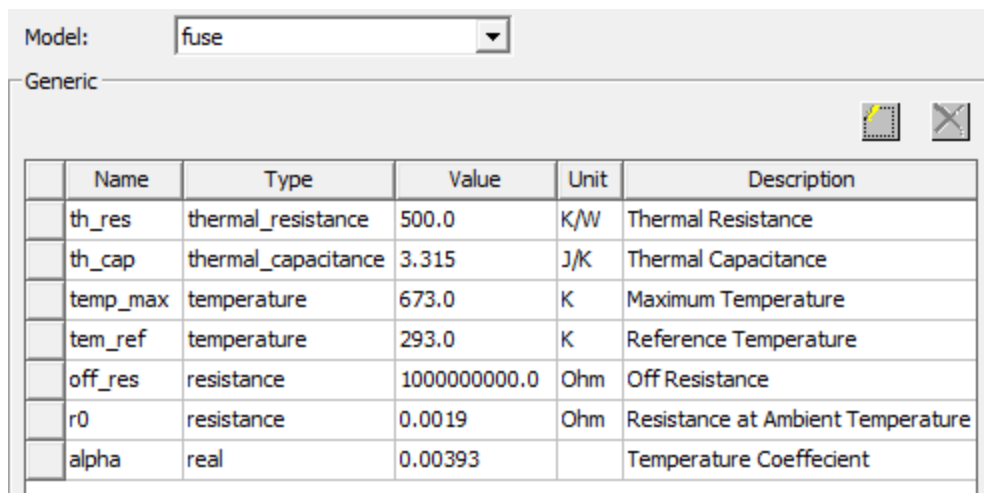 Model: fuse
Generic
Name Type Value Unit Description
th_res thermal_resistance 500.0 K/W Thermal Resistance
th_cap thermal_capacitance 3.315 J/K Thermal Capacitance
temp_max temperature 673.0 K Maximum Temperature
tem_ref temperature 293.0 K Reference Temperature
off_res resistance 1000000000.0 Ohm Off Resistance
r0 resistance 0.0019 Ohm Resistance at Ambient Temperature
alpha real 0.00393 Temperature Coeffecient